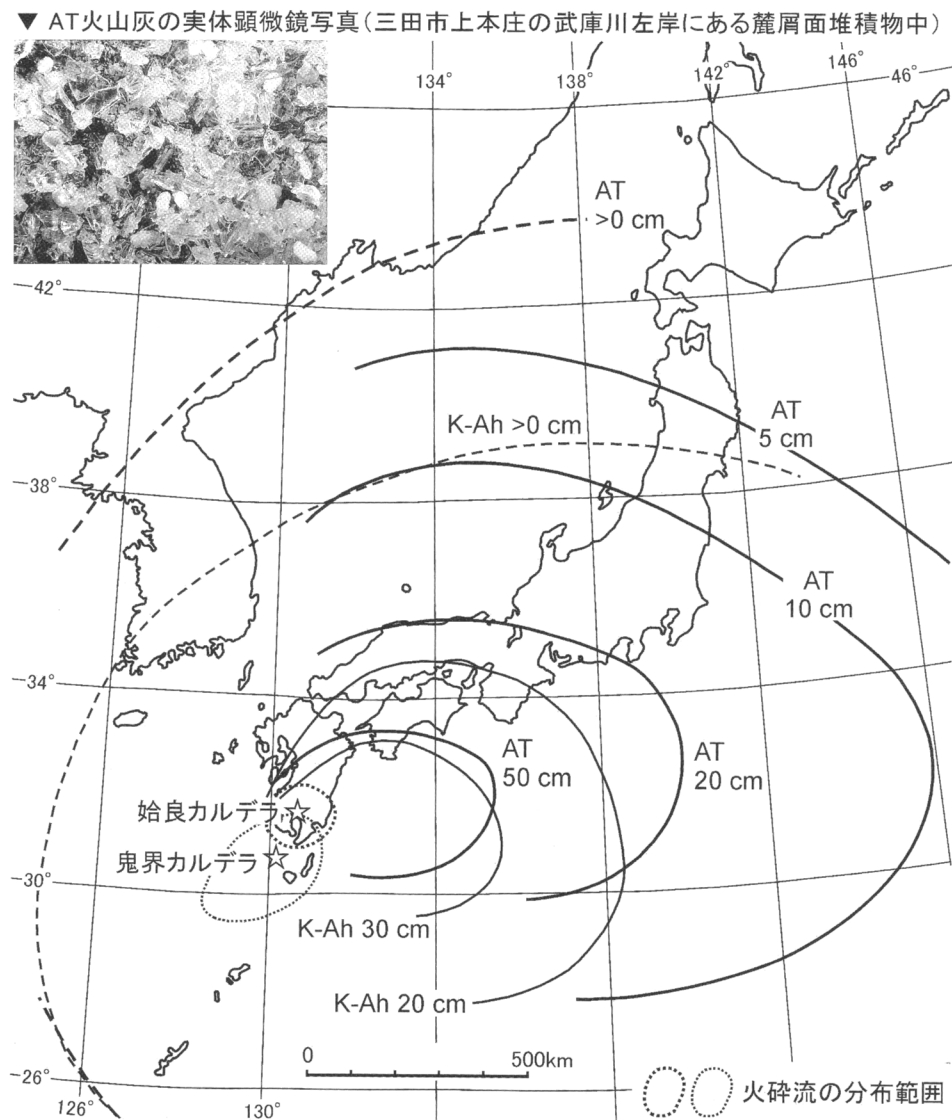 ▼ AT火山灰の実体顕微鏡写真(三田市上本庄の武庫川左岸にある麓屑面堆積物中)
134°
138°
142°
146°
46°
AT
>0 cm
42°
K-Ah >0 cm
AT
5 cm
38°
AT
10 cm
34°
AT
50 cm
AT
20 cm
姶良カルデラ
鬼界カルデラ
30°
K-Ah 30 cm
K-Ah 20 cm
0 500km
26°
126°
130°
火砕流の分布範囲